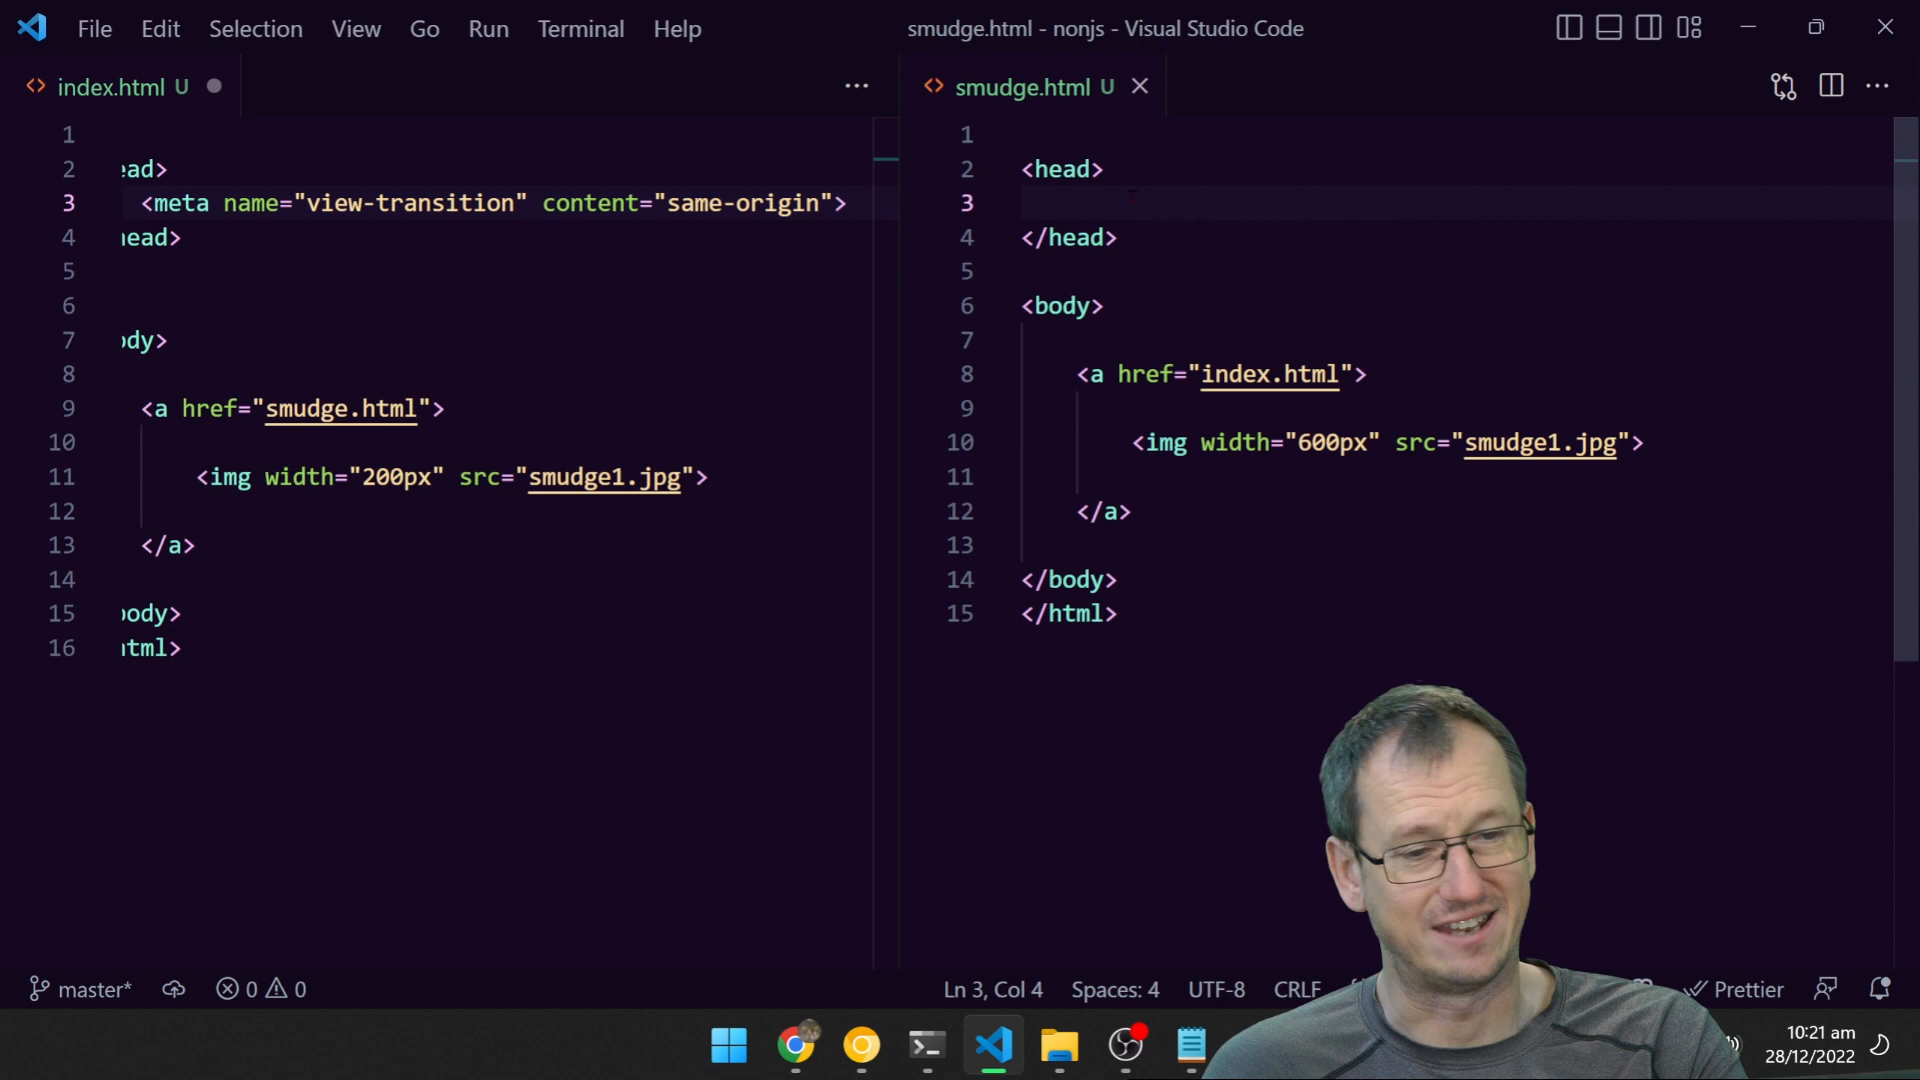 File Edit Selection View Go Run Terminal Help smudge.html - nonjs - Visual Studio Code
index.html U
smudge.html U
1
2 ead>
3 <meta name="view-transition" content="same-origin">
4 head>
5
6
7 ody>
8
9 <a href="smudge.html">
10
11 <img width="200px" src="smudge1.jpg">
12
13 </a>
14
15 body>
16 html>
1
2 <head>
3
4 </head>
5
6 <body>
7
8 <a href="index.html">
9
10 <img width="600px" src="smudge1.jpg">
11
12 </a>
13
14 </body>
15 </html>
master* 0 0 Ln 3, Col 4 Spaces: 4 UTF-8 CRLF Prettier
10:21 am
28/12/2022